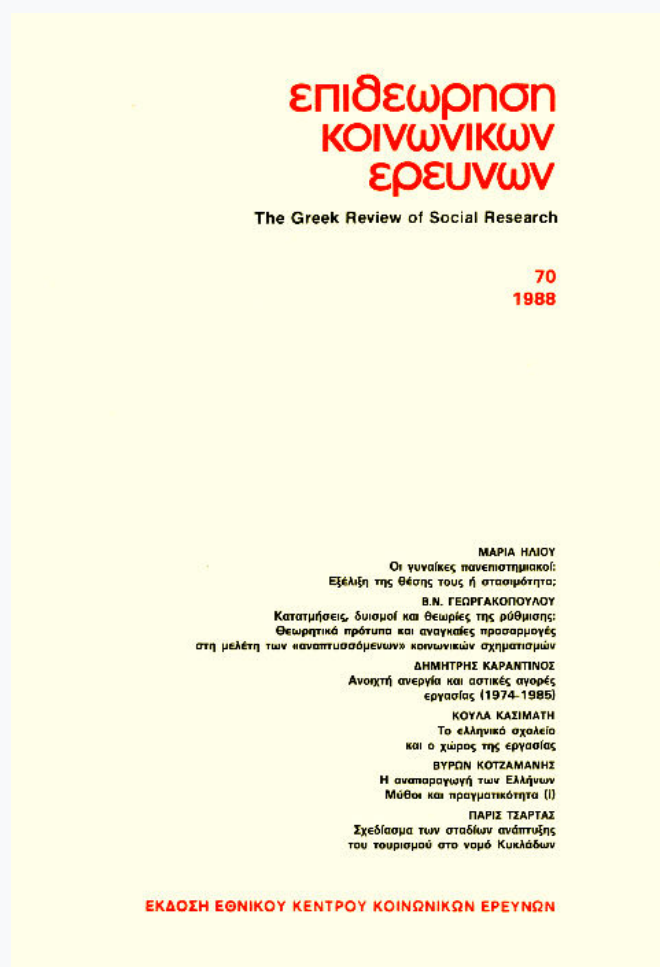 επιθεωρηση
κοινωνικων
ερευνων
The Greek Review of Social Research
70
1988
ΜΑΡΙΑ ΗΛΙΟΥ
Οι γυναίκες πανεπιστημιακοί:
Εξέλιξη της θέσης τους ή στασιμότητα;
Β.Ν. ΓΕΩΡΓΑΚΟΠΟΥΛΟΥ
Κατατμήσεις, δυισμοί και θεωρίες της ρύθμισης:
Θεωρητικά πρότυπα και αναγκαίες προσαρμογές
στη μελέτη των «αναπτυσσόμενων» κοινωνικών σχηματισμών
ΔΗΜΗΤΡΗΣ ΚΑΡΑΝΤΙΝΟΣ
Ανοιχτή ανεργία και αστικές αγορές
εργασίας (1974-1985)
ΚΟΥΛΑ ΚΑΣΙΜΑΤΗ
Το ελληνικό σχολείο
και ο χώρος της εργασίας
ΒΥΡΩΝ ΚΟΤΖΑΜΑΝΗΣ
Η αναπαραγωγή των Ελλήνων
Μύθοι και πραγματικότητα (Ι)
ΠΑΡΙΣ ΤΣΑΡΤΑΣ
Σχεδίασμα των σταδίων ανάπτυξης
του τουρισμού στο νομό Κυκλάδων
ΕΚΔΟΣΗ ΕΘΝΙΚΟΥ ΚΕΝΤΡΟΥ ΚΟΙΝΩΝΙΚΩΝ ΕΡΕΥΝΩΝ